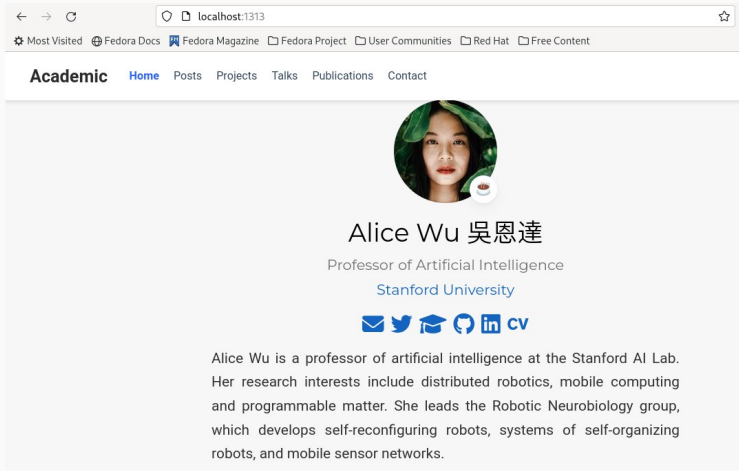 localhost:1313
Most Visited Fedora Docs Fedora Magazine Fedora Project User Communities Red Hat Free Content
Academic Home Posts Projects Talks Publications Contact
Alice Wu 吳恩達
Professor of Artificial Intelligence
Stanford University
CV
Alice Wu is a professor of artificial intelligence at the Stanford AI Lab.
Her research interests include distributed robotics, mobile computing
and programmable matter. She leads the Robotic Neurobiology group,
which develops self-reconfiguring robots, systems of self-organizing
robots, and mobile sensor networks.